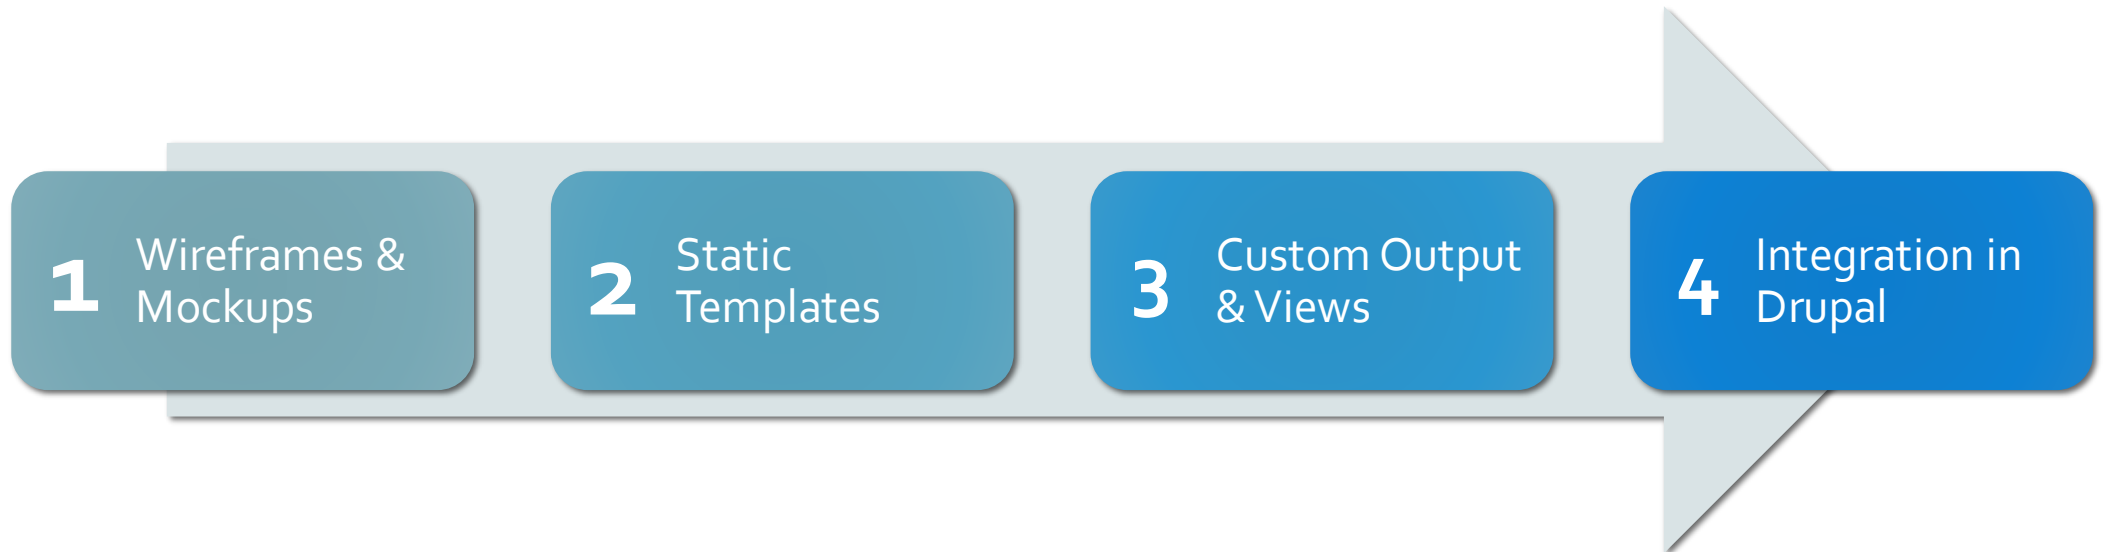 1
Wireframes &
Mockups
2
Static
Templates
3
Custom Output
& Views
4
Integration in
Drupal